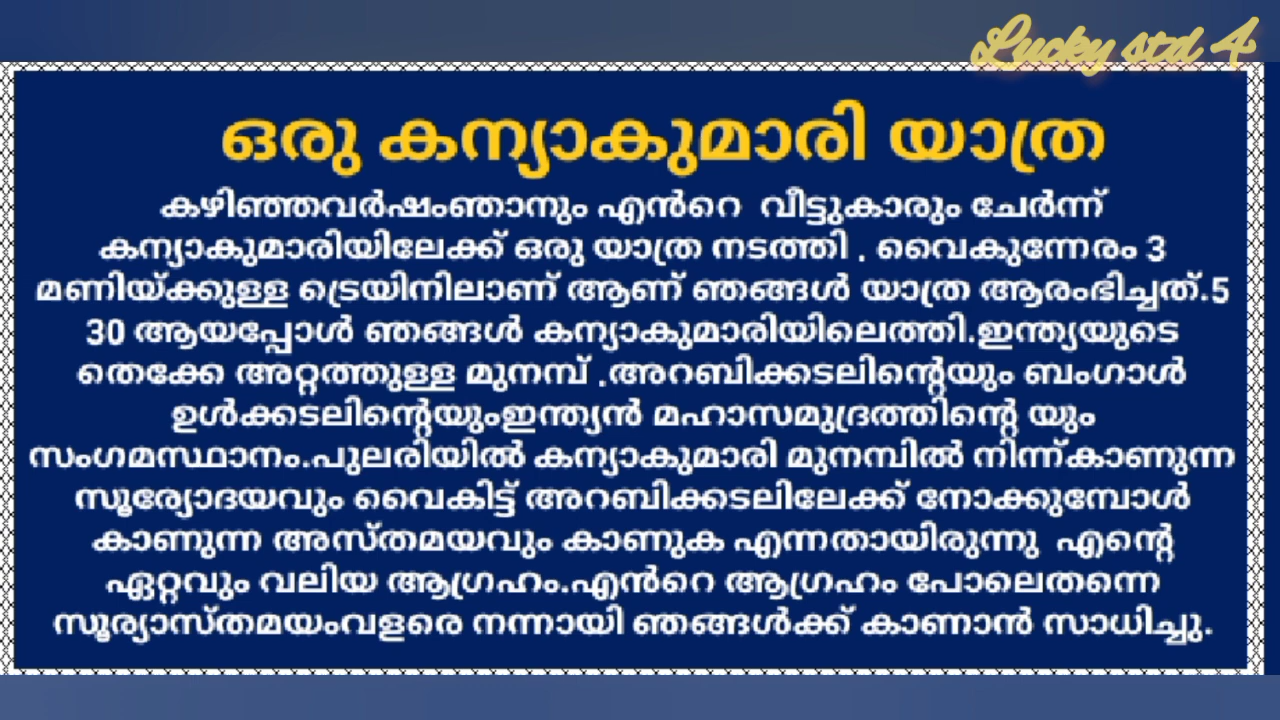 Lucky std 4
ഒരു കന്യാകുമാരി യാത്ര
കഴിഞ്ഞവർഷംഞാനും എൻറെ വീട്ടുകാരും ചേർന്ന്
കന്യാകുമാരിയിലേക്ക് ഒരു യാത്ര നടത്തി . വൈകുന്നേരം 3
മണിയ്ക്കുള്ള ട്രെയിനിലാണ് ആണ് ഞങ്ങൾ യാത്ര ആരംഭിച്ചത്.5
30 ആയപ്പോൾ ഞങ്ങൾ കന്യാകുമാരിയിലെത്തി.ഇന്ത്യയുടെ
തെക്കേ അറ്റത്തുള്ള മുനമ്പ് .അറബിക്കടലിന്റെയും ബംഗാൾ
ഉൾക്കടലിന്റെയുംഇന്ത്യൻ മഹാസമുദ്രത്തിന്റെ യും
സംഗമസ്ഥാനം.പുലരിയിൽ കന്യാകുമാരി മുനമ്പിൽ നിന്ന്കാണുന്ന
സൂര്യോദയവും വൈകിട്ട് അറബിക്കടലിലേക്ക് നോക്കുമ്പോൾ
കാണുന്ന അസ്തമയവും കാണുക എന്നതായിരുന്നു എന്റെ
ഏറ്റവും വലിയ ആഗ്രഹം.എൻറെ ആഗ്രഹം പോലെതന്നെ
സൂര്യാസ്തമയംവളരെ നന്നായി ഞങ്ങൾക്ക് കാണാൻ സാധിച്ചു.